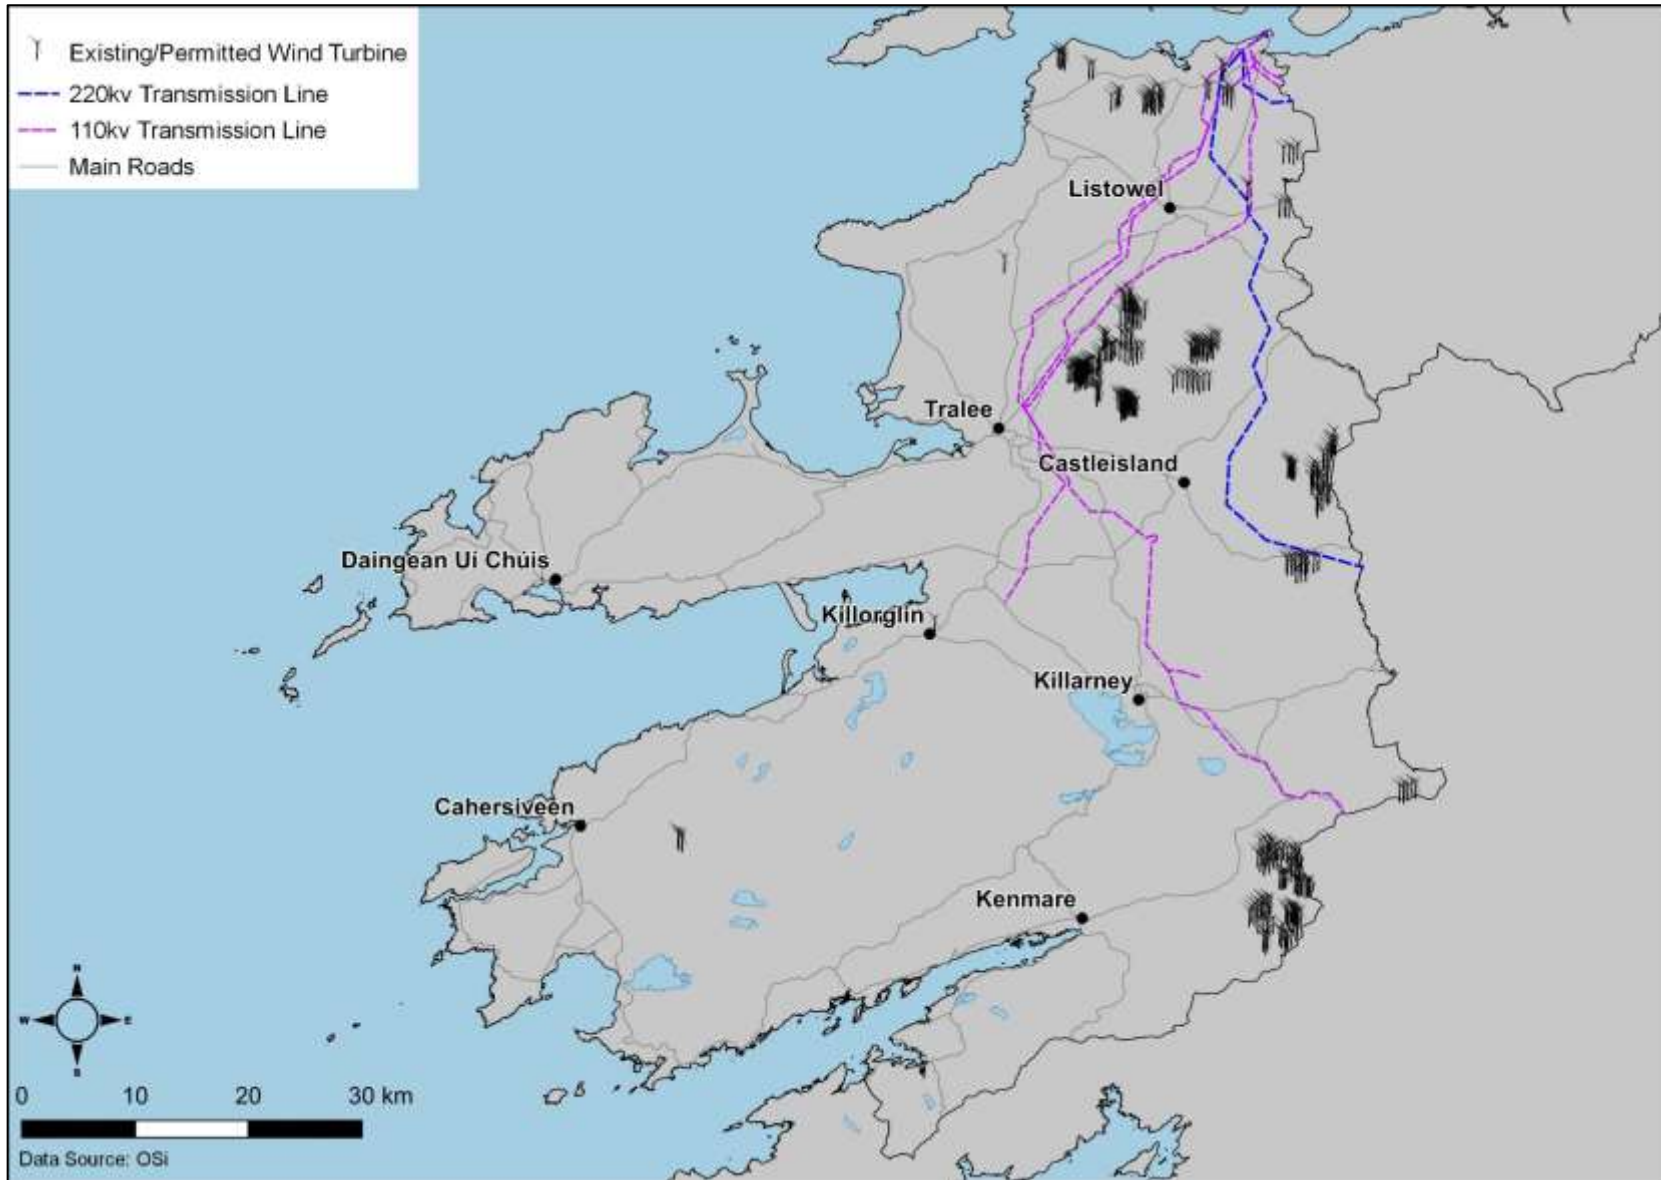 Existing/Permitted Wind Turbine
220kv Transmission Line
110kv Transmission Line
Main Roads
Listowel
Tralee
Castleisland
Daingean Uí Chúis
Killorglin
Killarney
Cahersiveen
Kenmare
N
W E
S
0 10 20 30 km
Data Source: OSi